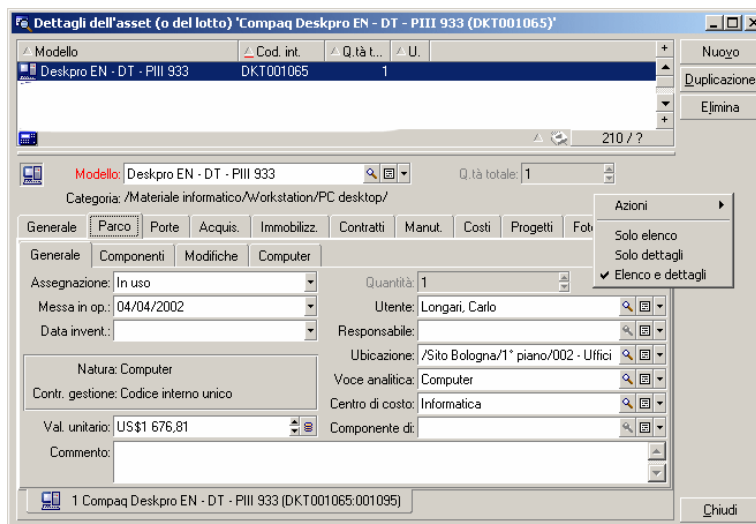 Dettagli dell'asset (o del lotto) 'Compaq Deskpro EN - DT - PIII 933 (DKT001065)'
Modello Cod. int. Q.tà t... U.
Deskpro EN - DT - PIII 933 DKT001065 1
210 / ?
Nuovo
Duplicazione
Elimina
Modello: Deskpro EN - DT - PIII 933 Q.tà totale: 1
Categoria: /Materiale informatico/Workstation/PC desktop/
Azioni
Solo elenco
Solo dettagli
Elenco e dettagli
Generale Parco Porte Acquis. Immobilizz. Contratti Manut. Costi Progetti
Generale Componenti Modifiche Computer
Assegnazione: In uso Quantità: 1
Messa in op.: 04/04/2002 Utente: Longari, Carlo
Data invent.: Responsabile:
Ubicazione: /Sito Bologna/1° piano/002 - Uffici
Natura: Computer Voce analitica: Computer
Contr. gestione: Codice interno unico Centro di costo: Informatica
Val. unitario: US$1 676,81 Componente di:
Commento:
1 Compaq Deskpro EN - DT - PIII 933 (DKT001065:001095)
Chiudi